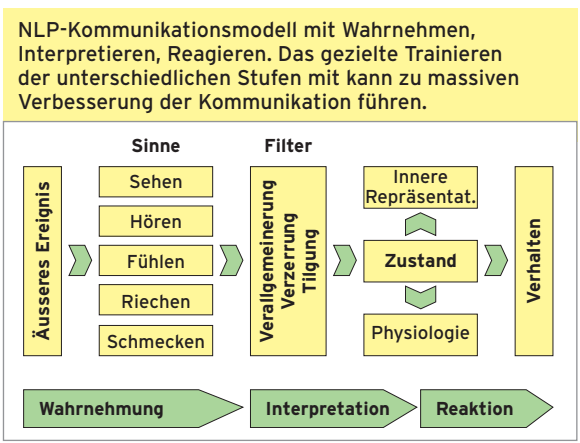 NLP-Kommunikationsmodell mit Wahrnehmen,
Interpretieren, Reagieren. Das gezielte Trainieren
der unterschiedlichen Stufen mit kann zu massiven
Verbesserung der Kommunikation führen.
Sinne
Filter
Äusseres Ereignis
Sehen
Hören
Fühlen
Riechen
Schmecken
Verallgemeinerung
Verzerrung
Tilgung
Innere
Repräsentat.
Zustand
Physiologie
Verhalten
Wahrnehmung
Interpretation
Reaktion